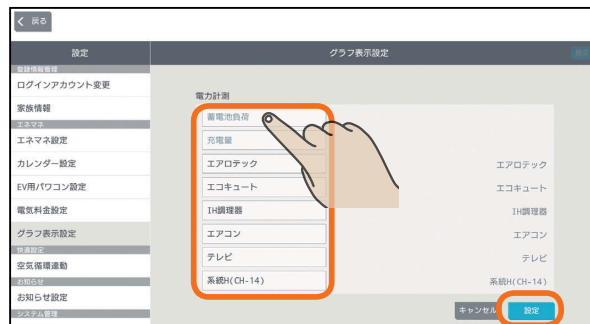 戻る
設定
グラフ表示設定
登録情報管理
ログインアカウント変更
家族情報
エネマネ
エネマネ設定
カレンダー設定
EV用パワコン設定
電気料金設定
グラフ表示設定
快適設定
空気循環連動
お知らせ
お知らせ設定
システム管理
電力計測
蓄電池負荷
充電量
エアロテック
エアロテック
エコキュート
エコキュート
IH調理器
IH調理器
エアコン
エアコン
テレビ
テレビ
系統H(CH-14)
系統H(CH-14)
キャンセル
設定